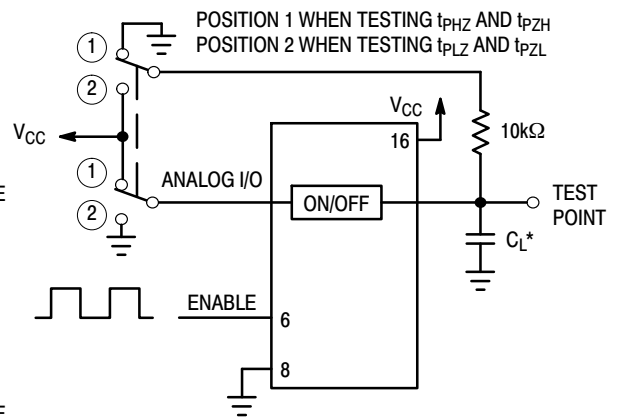 POSITION 1 WHEN TESTING tPHZ AND tPZH
POSITION 2 WHEN TESTING tPLZ AND tPZL
1
2
VCC
VCC
16
10kΩ
1
ANALOG I/O
ON/OFF
TEST
POINT
2
CL*
ENABLE
6
8
E
E